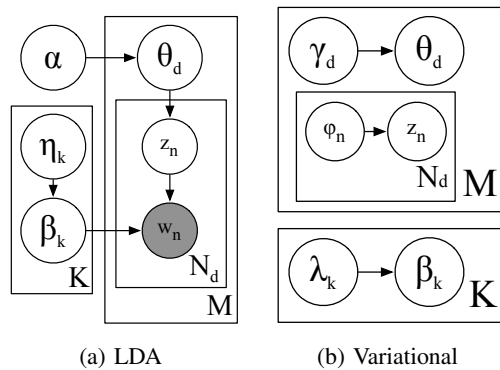 α θd
ηk zn
βk wn
K Nd
M
(a) LDA
γd θd
φn zn
Nd
M
λk βk
K
(b) Variational